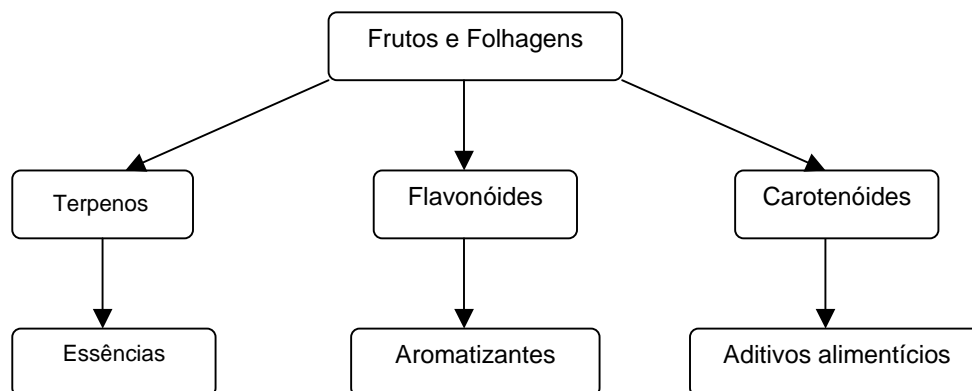 Frutos e Folhagens
Terpenos
Flavonóides
Carotenóides
Essências
Aromatizantes
Aditivos alimentícios